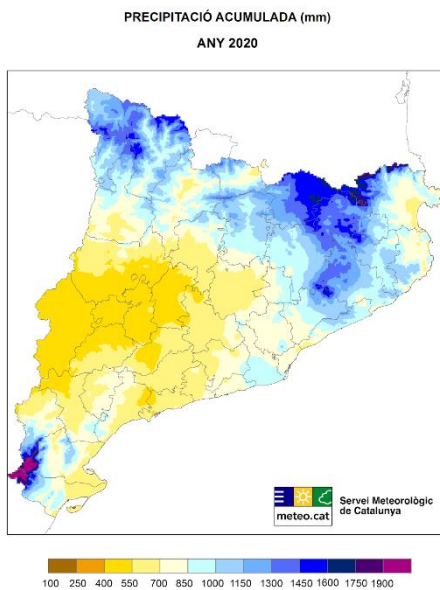 PRECIPITACIÓ ACUMULADA (mm)
ANY 2020
meteo.cat
Servei Meteorològic
de Catalunya
100 250 400 550 700 850 1000 1150 1300 1450 1600 1750 1900